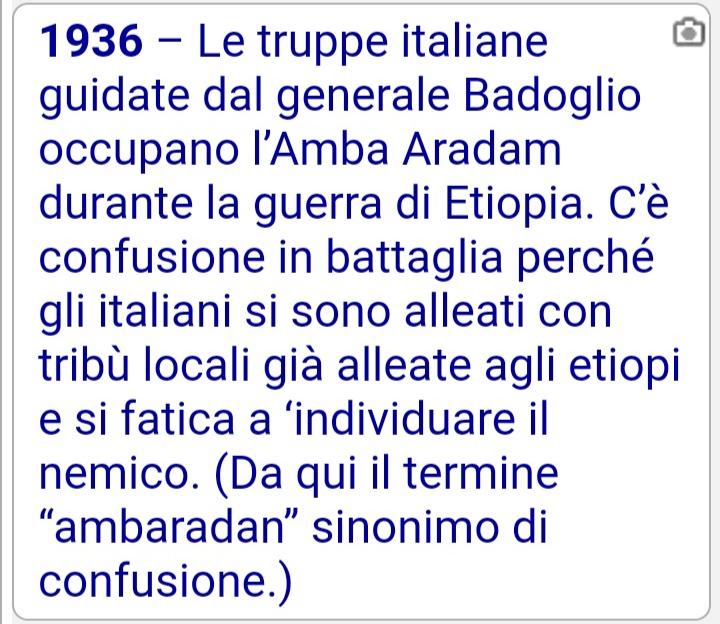 1936 – Le truppe italiane
guidate dal generale Badoglio
occupano l’Amba Aradam
durante la guerra di Etiopia. C’è
confusione in battaglia perché
gli italiani si sono alleati con
tribù locali già alleate agli etiopi
e si fatica a ‘individuare il
nemico. (Da qui il termine
“ambaradan” sinonimo di
confusione.)